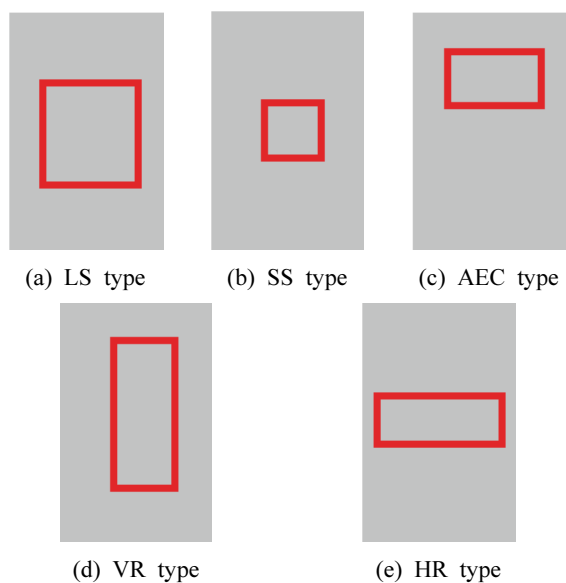 (a) LS type
(b) SS type
(c) AEC type
(d) VR type
(e) HR type